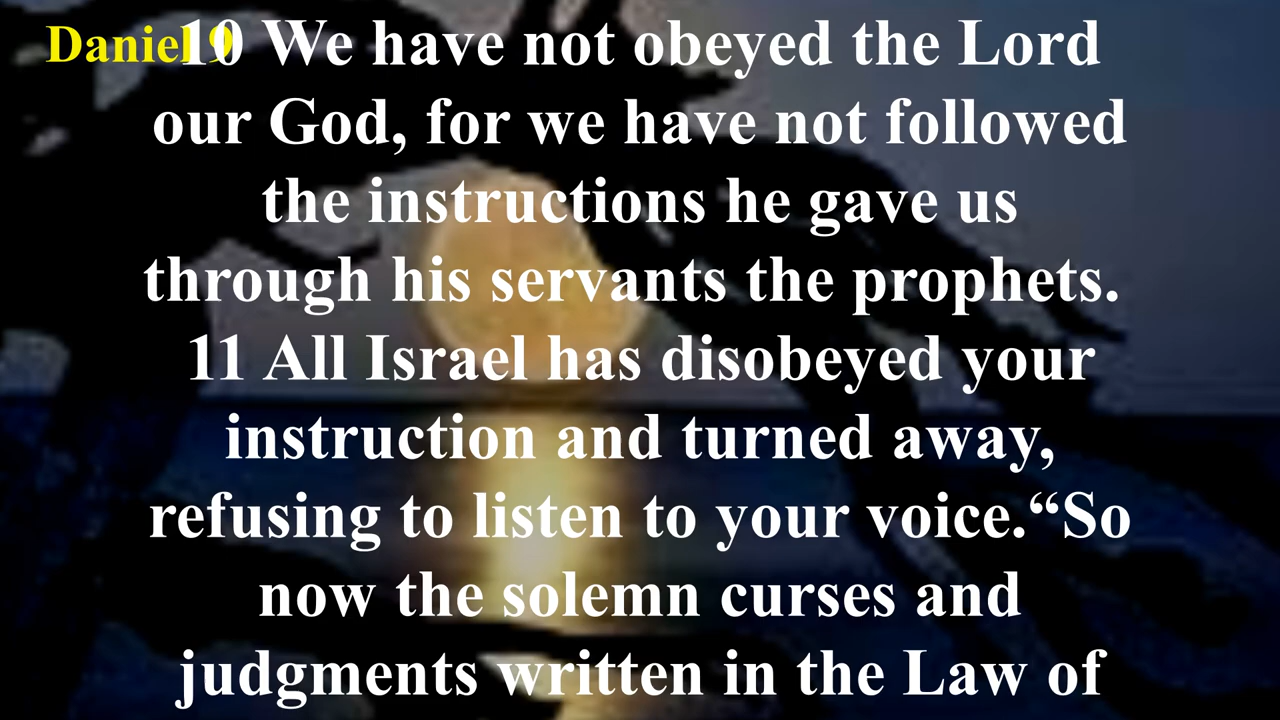 Daniel 9
10 We have not obeyed the Lord
our God, for we have not followed
the instructions he gave us
through his servants the prophets.
11 All Israel has disobeyed your
instruction and turned away,
refusing to listen to your voice.“So
now the solemn curses and
judgments written in the Law of